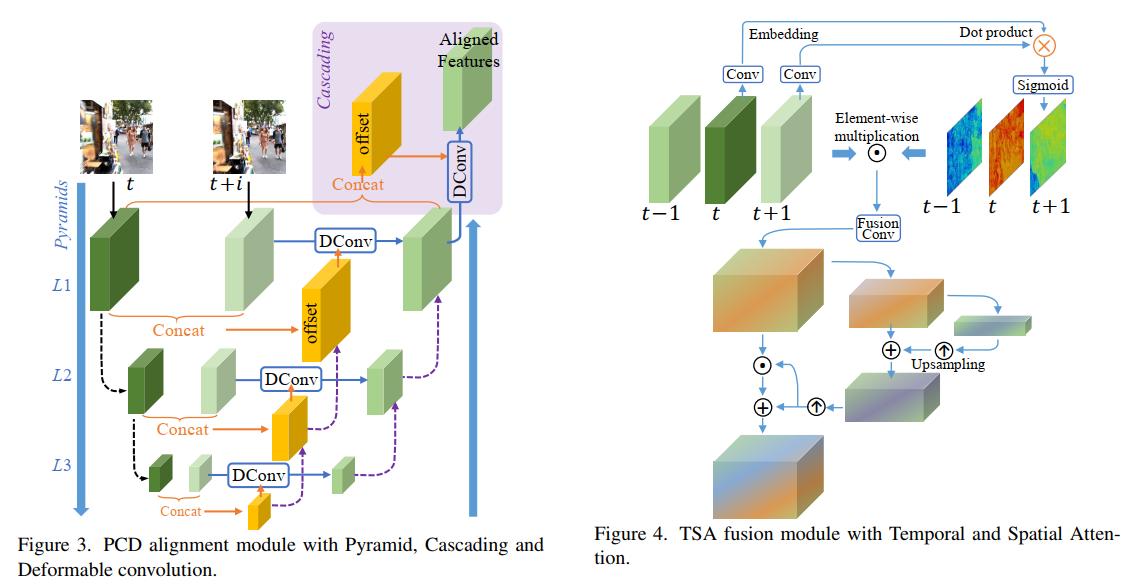 Cascading
Aligned
Features
offset
Concat
DConv
t
t+i
Pyramids
L1
DConv
offset
Concat
L2
DConv
Concat
L3
DConv
Concat
Figure 3. PCD alignment module with Pyramid, Cascading and
Deformable convolution.
Embedding
Dot product
Conv
Conv
Sigmoid
Element-wise
multiplication
t−1
t
t+1
t−1
t
t+1
Fusion
Conv
Upsampling
Figure 4. TSA fusion module with Temporal and Spatial Atten-
tion.